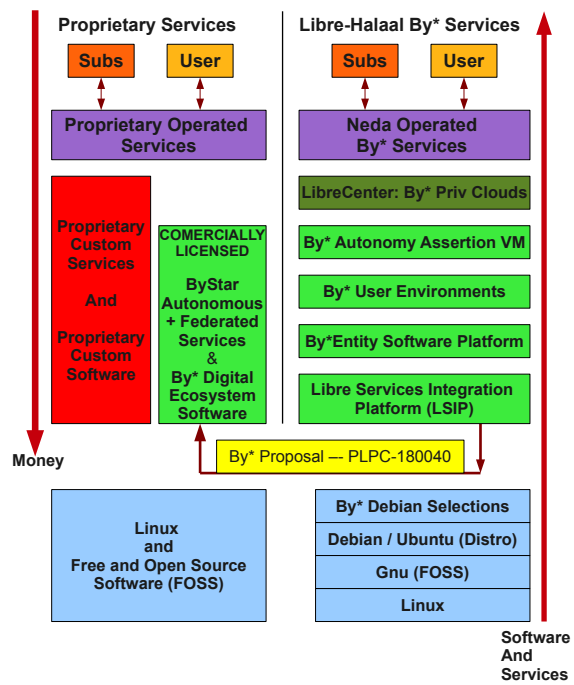 Proprietary Services
Subs
User
Proprietary Operated
Services
Proprietary
Custom
Services
And
Proprietary
Custom
Software
COMERCIALLY
LICENSED
ByStar
Autonomous
+ Federated
Services
&
By* Digital
Ecosystem
Software
Money
Linux
and
Free and Open Source
Software (FOSS)
Libre-Halaal By* Services
Subs
User
Neda Operated
By* Services
LibreCenter: By* Priv Clouds
By* Autonomy Assertion VM
By* User Environments
By*Entity Software Platform
Libre Services Integration
Platform (LSIP)
By* Proposal –- PLPC-180040
By* Debian Selections
Debian / Ubuntu (Distro)
Gnu (FOSS)
Linux
Software
And
Services